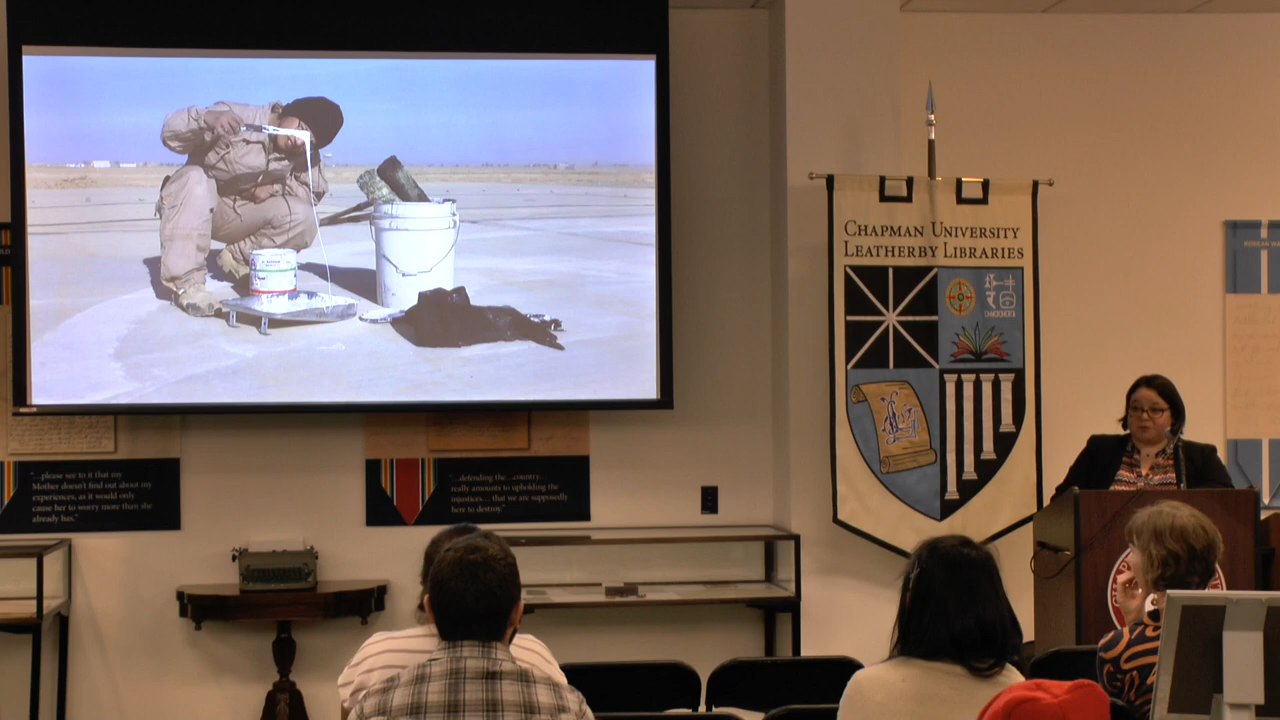 CHAPMAN UNIVERSITY
LEATHERBY LIBRARIES
"...please see to it that my
Mother doesn't find out about my
experiences, as it would only
cause her to worry more than she
already has."
"...defending the...country...
really amounts to upholding the
injustices... that we are supposedly
here to destroy."